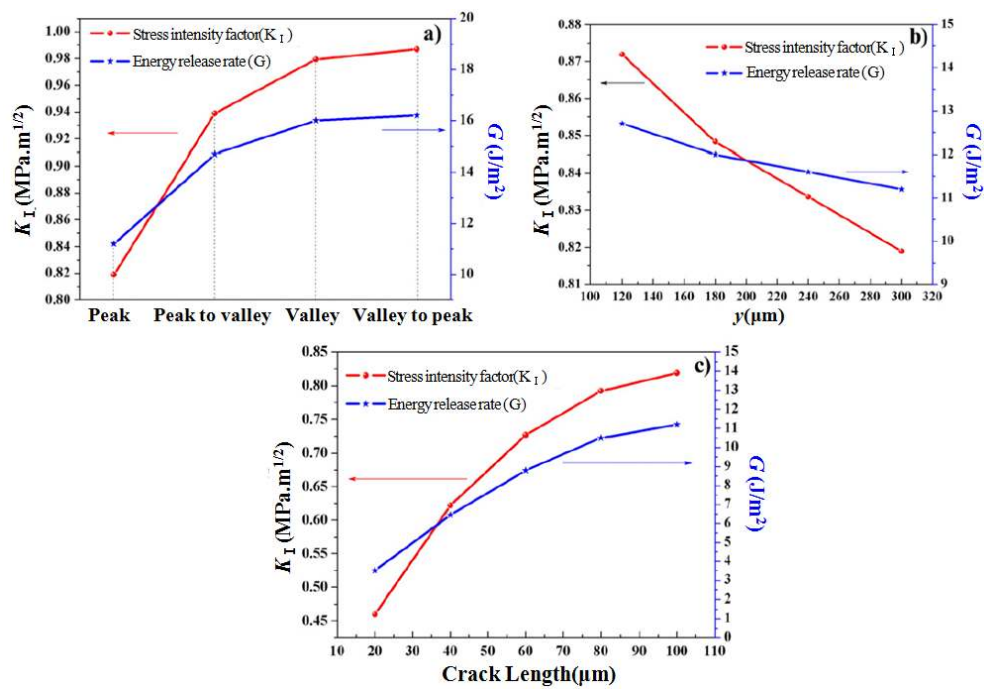 a)
Stress intensity factor(K I )
Energy release rate (G)
K I (MPa.m1/2)
1.00
0.98
0.96
0.94
0.92
0.90
0.88
0.86
0.84
0.82
0.80
20
18
16
14
12
10
G (J/m2)
Peak Peak to valley Valley Valley to peak
b)
Stress intensity factor(K I )
Energy release rate (G)
K I (MPa.m1/2)
0.88
0.87
0.86
0.85
0.84
0.83
0.82
0.81
15
14
13
12
11
10
9
G (J/m2)
100 120 140 160 180 200 220 240 260 280 300 320
y(μm)
c)
Stress intensity factor(K I )
Energy release rate (G)
K I (MPa.m1/2)
0.85
0.80
0.75
0.70
0.65
0.60
0.55
0.50
0.45
15
14
13
12
11
10
9
8
7
6
5
4
3
2
1
0
G (J/m2)
10 20 30 40 50 60 70 80 90 100 110
Crack Length(μm)